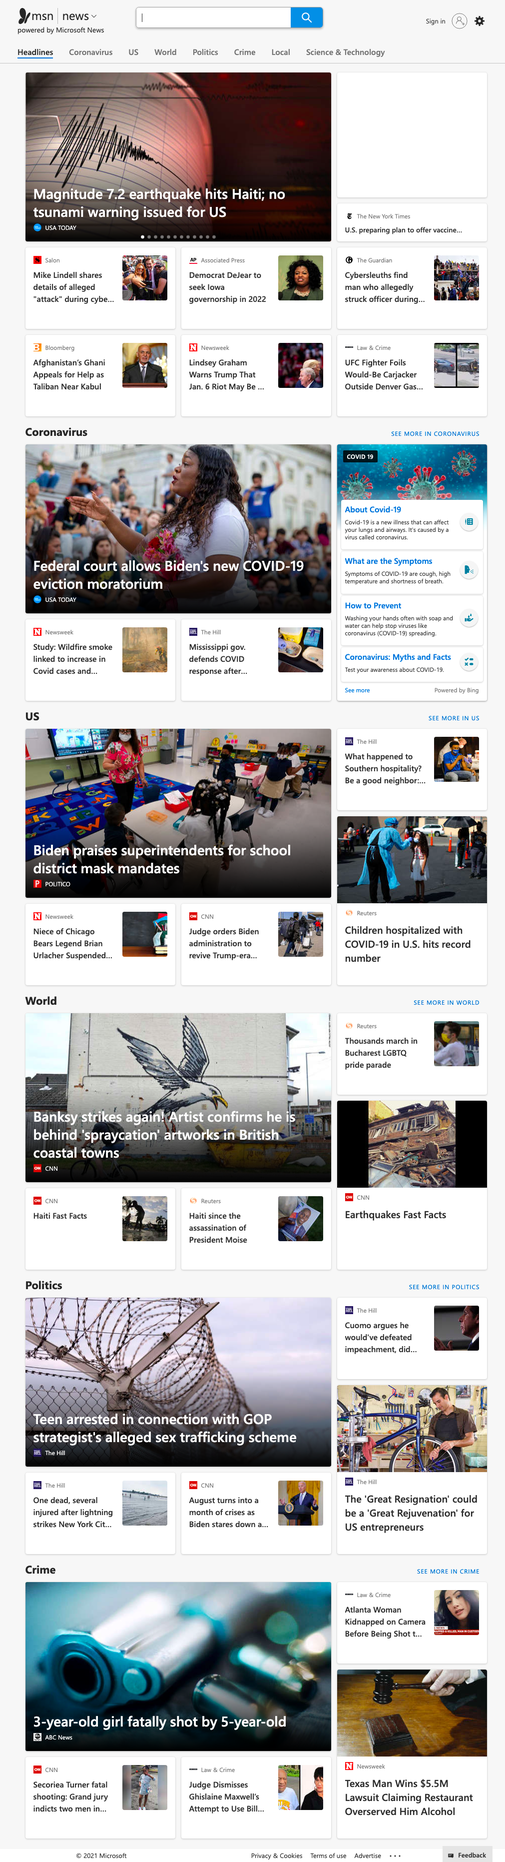 msn news
powered by Microsoft News
Sign in
Headlines Coronavirus US World Politics Crime Local Science & Technology
Magnitude 7.2 earthquake hits Haiti; no
tsunami warning issued for US
USA TODAY
The New York Times
U.S. preparing plan to offer vaccine...
Salon
Mike Lindell shares
details of alleged
"attack" during cybe...
Associated Press
Democrat DeJear to
seek Iowa
governorship in 2022
The Guardian
Cybersleuths find
man who allegedly
struck officer during...
Bloomberg
Afghanistan's Ghani
Appeals for Help as
Taliban Near Kabul
Newsweek
Lindsey Graham
Warns Trump That
Jan. 6 Riot May Be ...
Law & Crime
UFC Fighter Foils
Would-Be Carjacker
Outside Denver Gas...
Coronavirus
SEE MORE IN CORONAVIRUS
Federal court allows Biden's new COVID-19
eviction moratorium
USA TODAY
COVID 19
About Covid-19
Covid-19 is a new illness that can affect
your lungs and airways. It's caused by a
virus called coronavirus.
What are the Symptoms
Symptoms of COVID-19 are cough, high
temperature and shortness of breath.
How to Prevent
Washing your hands often with soap and
water can help stop viruses like
coronavirus (COVID-19) spreading.
Coronavirus: Myths and Facts
Test your awareness about COVID-19.
See more
Powered by Bing
Newsweek
Study: Wildfire smoke
linked to increase in
Covid cases and...
The Hill
Mississippi gov.
defends COVID
response after...
US
SEE MORE IN US
Biden praises superintendents for school
district mask mandates
POLITICO
The Hill
What happened to
Southern hospitality?
Be a good neighbor:...
Reuters
Children hospitalized with
COVID-19 in U.S. hits record
number
Newsweek
Niece of Chicago
Bears Legend Brian
Urlacher Suspended...
CNN
Judge orders Biden
administration to
revive Trump-era...
World
SEE MORE IN WORLD
Banksy strikes again! Artist confirms he is
behind 'spraycation' artworks in British
coastal towns
CNN
Reuters
Thousands march in
Bucharest LGBTQ
pride parade
CNN
Earthquakes Fast Facts
CNN
Haiti Fast Facts
Reuters
Haiti since the
assassination of
President Moise
Politics
SEE MORE IN POLITICS
Teen arrested in connection with GOP
strategist's alleged sex trafficking scheme
The Hill
The Hill
Cuomo argues he
would've defeated
impeachment, did...
The Hill
The 'Great Resignation' could
be a 'Great Rejuvenation' for
US entrepreneurs
The Hill
One dead, several
injured after lightning
strikes New York Cit...
CNN
August turns into a
month of crises as
Biden stares down a...
Crime
SEE MORE IN CRIME
3-year-old girl fatally shot by 5-year-old
ABC News
Law & Crime
Atlanta Woman
Kidnapped on Camera
Before Being Shot t...
Newsweek
Texas Man Wins $5.5M
Lawsuit Claiming Restaurant
Overserved Him Alcohol
CNN
Secoriea Turner fatal
shooting: Grand jury
indicts two men in...
Law & Crime
Judge Dismisses
Ghislaine Maxwell's
Attempt to Use Bill...
© 2021 Microsoft
Privacy & Cookies Terms of use Advertise ...
Feedback